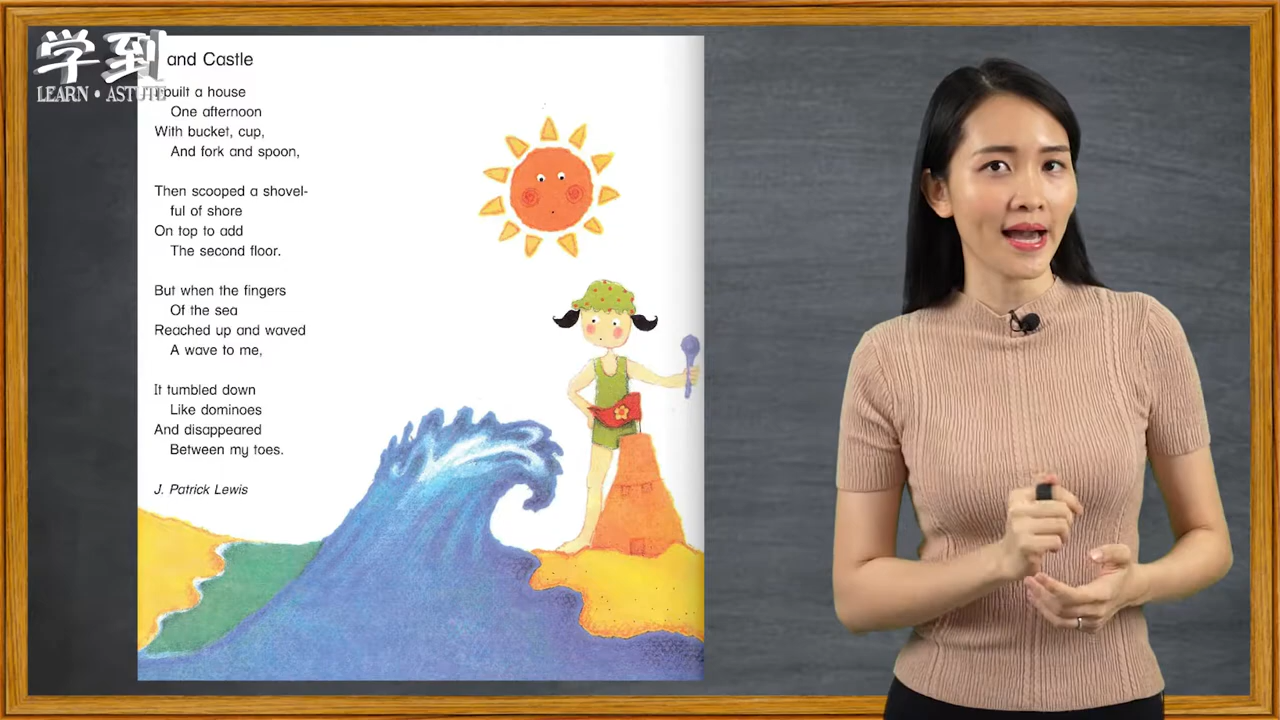 学到
LEARN • ASTUTE
and Castle
built a house
One afternoon
With bucket, cup,
And fork and spoon,
Then scooped a shovel-
ful of shore
On top to add
The second floor.
But when the fingers
Of the sea
Reached up and waved
A wave to me,
It tumbled down
Like dominoes
And disappeared
Between my toes.
J. Patrick Lewis